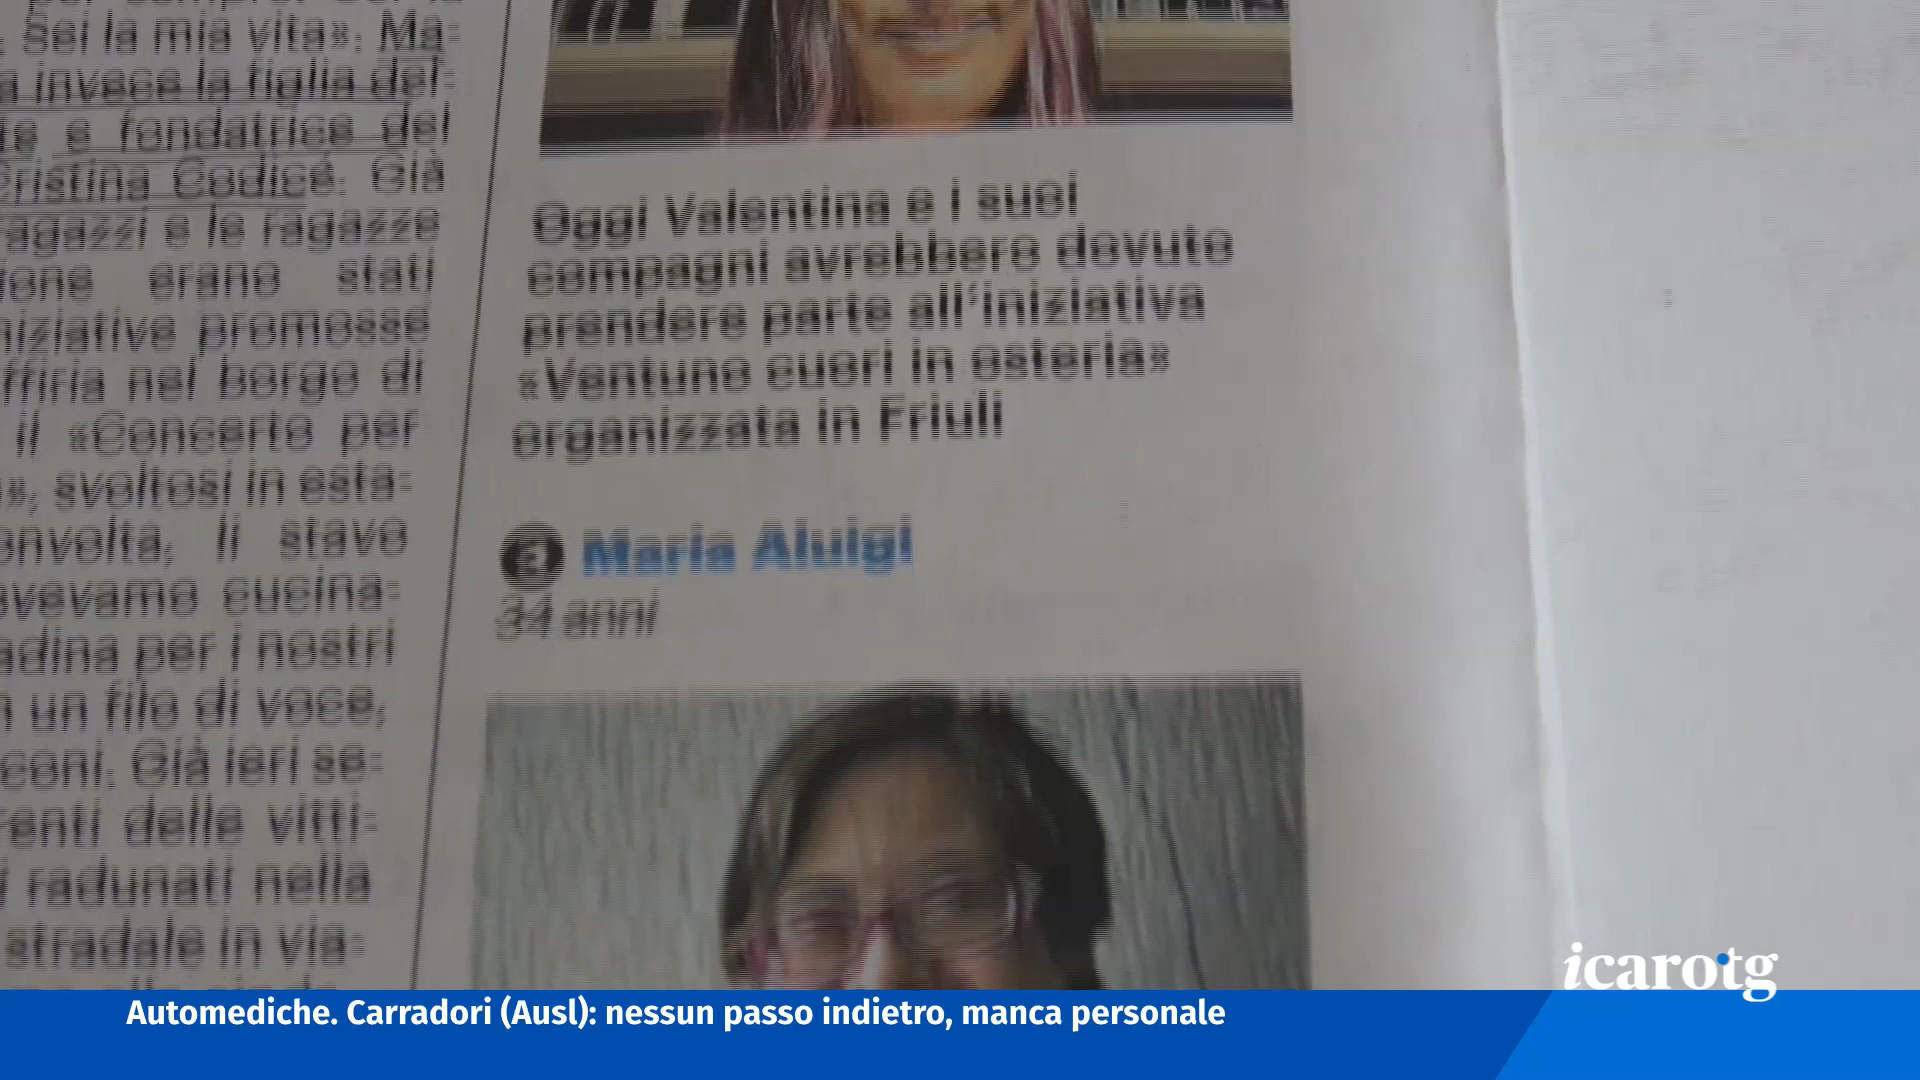 Sei la mia vita». Ma-
invece la figlia del-
e fondatrice del
Cristina Codicé. Già
ragazzi e le ragazze
erano stati
iniziative promosse
nel borgo di
il «Concerto per
svoltosi in esta-
li stavo
avevamo cucina-
per i nostri
un filo di voce,
Già ieri se-
delle vitti-
radunati nella
stradale in via-
Oggi Valentina e i suoi
compagni avrebbero dovuto
prendere parte all'iniziativa
«Ventuno cuori in osteria»
organizzata in Friuli
3 Maria Aluigi
34 anni
icarotg
Automediche. Carradori (Ausl): nessun passo indietro, manca personale